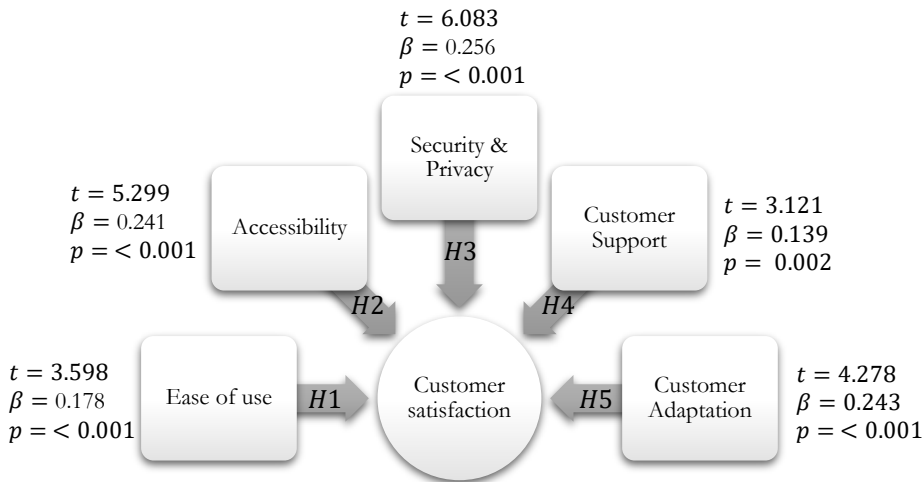 t = 6.083
β = 0.256
p = < 0.001
Security &
Privacy
t = 5.299
β = 0.241
p = < 0.001
Accessibility
Customer
Support
t = 3.121
β = 0.139
p = 0.002
H3
H2
H4
t = 3.598
β = 0.178
p = < 0.001
Ease of use
H1
Customer
satisfaction
H5
Customer
Adaptation
t = 4.278
β = 0.243
p = < 0.001